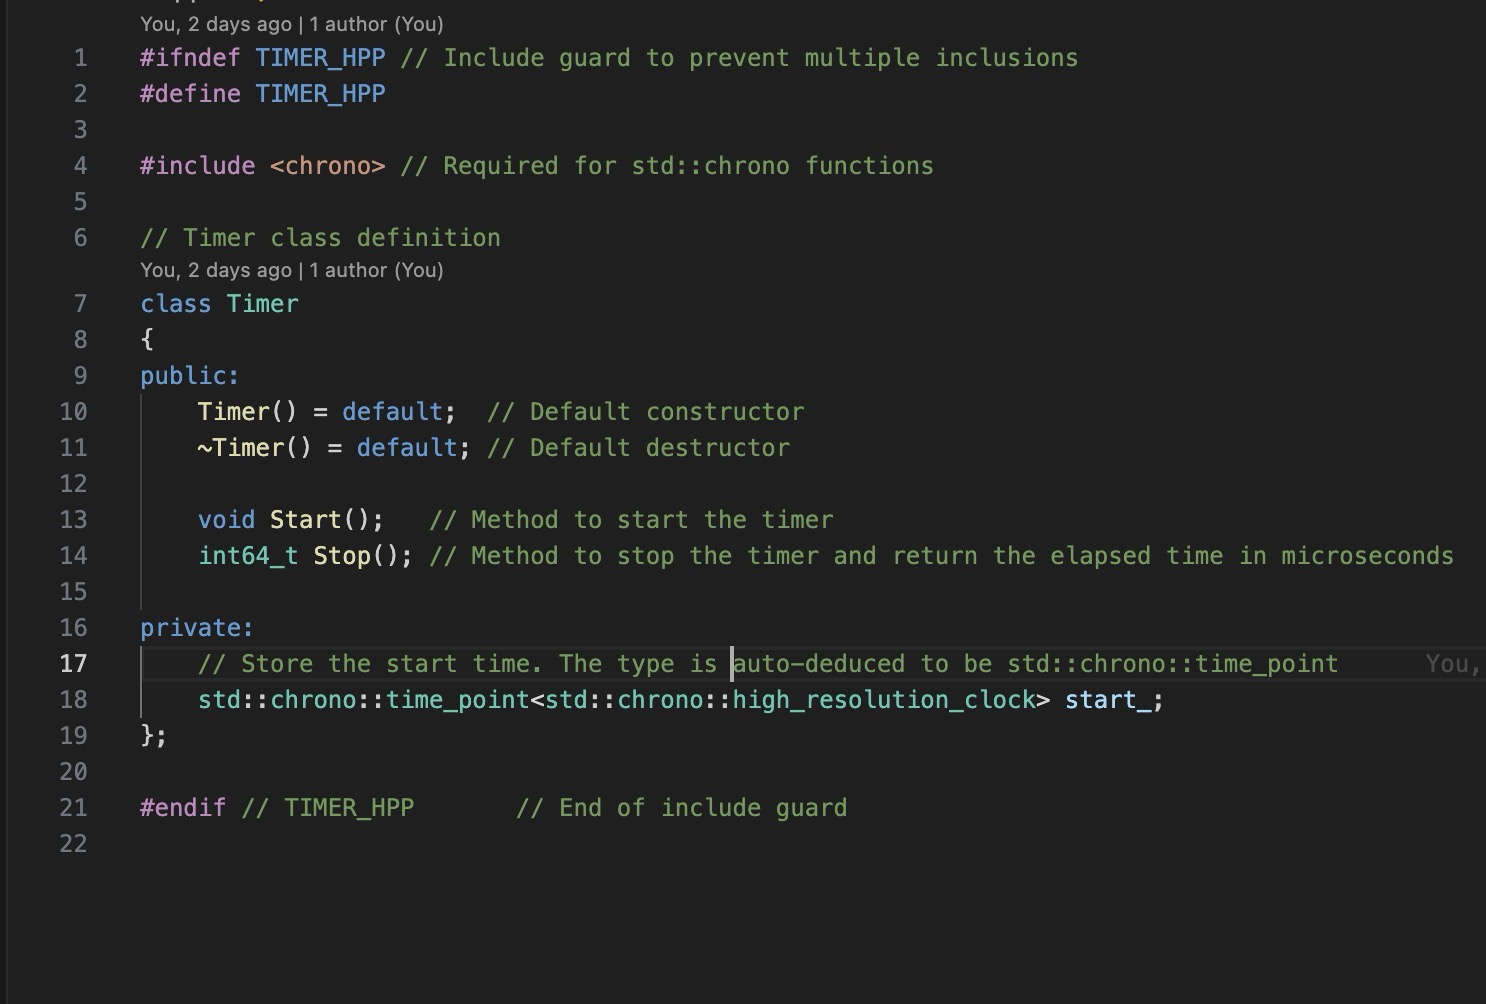 You, 2 days ago | 1 author (You)
1 #ifndef TIMER_HPP // Include guard to prevent multiple inclusions
2 #define TIMER_HPP
3
4 #include <chrono> // Required for std::chrono functions
5
6 // Timer class definition
You, 2 days ago | 1 author (You)
7 class Timer
8 {
9 public:
10     Timer() = default;  // Default constructor
11     ~Timer() = default; // Default destructor
12
13     void Start();   // Method to start the timer
14     int64_t Stop(); // Method to stop the timer and return the elapsed time in microseconds
15
16 private:
17     // Store the start time. The type is auto-deduced to be std::chrono::time_point      You,
18     std::chrono::time_point<std::chrono::high_resolution_clock> start_;
19 };
20
21 #endif // TIMER_HPP       // End of include guard
22